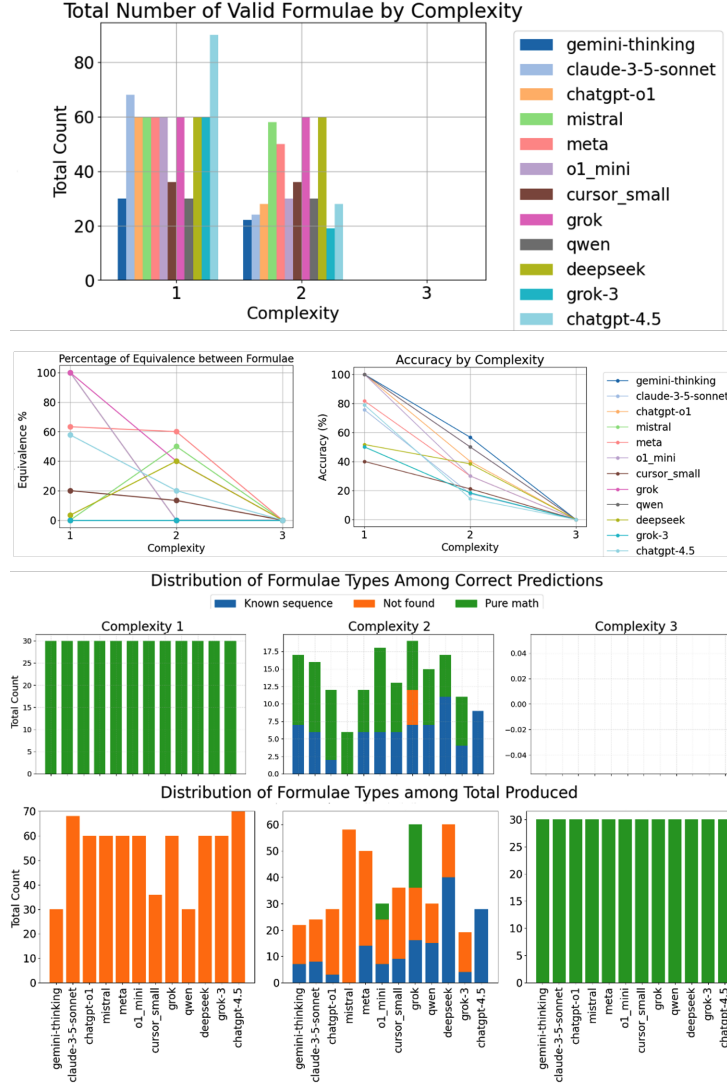 Total Number of Valid Formulae by Complexity
Total Count
80
60
40
20
0
1 2 3
Complexity
gemini-thinking
claude-3-5-sonnet
chatgpt-o1
mistral
meta
o1_mini
cursor_small
grok
qwen
deepseek
grok-3
chatgpt-4.5
Percentage of Equivalence between Formulae
Equivalence %
100
80
60
40
20
0
1 2 3
Complexity
Accuracy by Complexity
Accuracy (%)
100
80
60
40
20
0
1 2 3
Complexity
gemini-thinking
claude-3-5-sonnet
chatgpt-o1
mistral
meta
o1_mini
cursor_small
grok
qwen
deepseek
grok-3
chatgpt-4.5
Distribution of Formulae Types Among Correct Predictions
Known sequence Not found Pure math
Complexity 1
Total Count
30
25
20
15
10
5
0
Complexity 2
17.5
15.0
12.5
10.0
7.5
5.0
2.5
0.0
Complexity 3
0.04
0.02
0.00
−0.02
−0.04
Distribution of Formulae Types among Total Produced
Total Count
70
60
50
40
30
20
10
0
gemini-thinking
claude-3-5-sonnet
chatgpt-o1
mistral
meta
o1_mini
cursor_small
grok
qwen
deepseek
grok-3
chatgpt-4.5
60
50
40
30
20
10
0
gemini-thinking
claude-3-5-sonnet
chatgpt-o1
mistral
meta
o1_mini
cursor_small
grok
qwen
deepseek
grok-3
chatgpt-4.5
30
25
20
15
10
5
0
gemini-thinking
claude-3-5-sonnet
chatgpt-o1
mistral
meta
o1_mini
cursor_small
grok
qwen
deepseek
grok-3
chatgpt-4.5